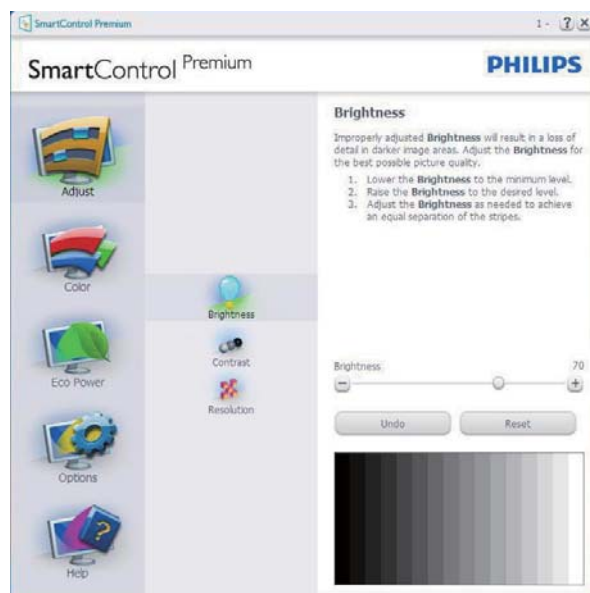 SmartControl Premium
1 - ? X
SmartControl Premium
PHILIPS
Adjust
Color
Eco Power
Options
Help
Brightness
Contrast
Resolution
Brightness
Improperly adjusted Brightness will result in a loss of
detail in darker image areas. Adjust the Brightness for
the best possible picture quality.
1. Lower the Brightness to the minimum level.
2. Raise the Brightness to the desired level.
3. Adjust the Brightness as needed to achieve
an equal separation of the stripes.
Brightness 70
Undo Reset